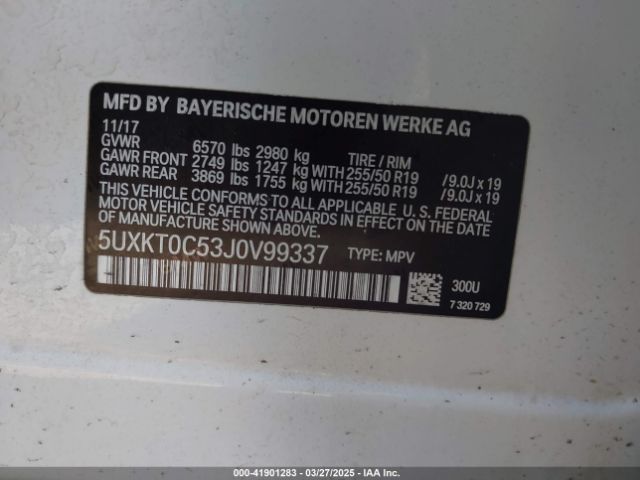 MFD BY BAYERISCHE MOTOREN WERKE AG
11/17
GVWR 6570 lbs 2980 kg TIRE / RIM
GAWR FRONT 2749 lbs 1247 kg WITH 255/50 R19 / 9.0J x 19
GAWR REAR 3869 lbs 1755 kg WITH 255/50 R19 / 9.0J x 19
THIS VEHICLE CONFORMS TO ALL APPLICABLE U.S. FEDERAL
MOTOR VEHICLE SAFETY STANDARDS IN EFFECT ON THE DATE
OF MANUFACTURE SHOWN ABOVE.
5UXKT0C53J0V99337 TYPE: MPV
300U
7 320 729
000-41901283 | 03/27/2025 | IAA Inc.